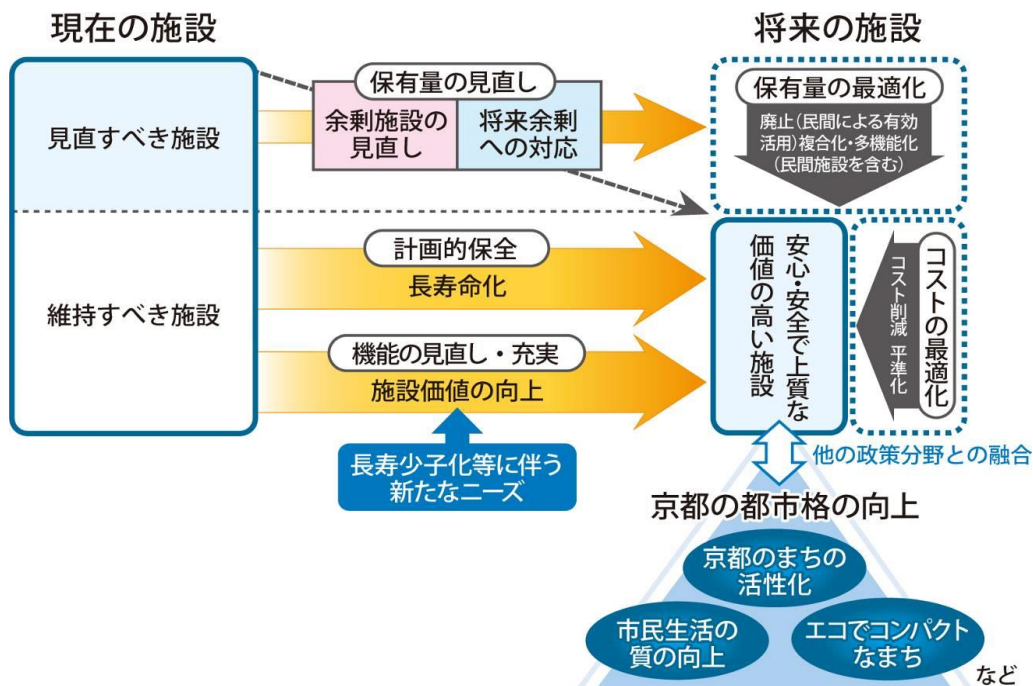 現在の施設
将来の施設
見直すべき施設
維持すべき施設
保有量の見直し
余剰施設の
見直し
将来余剰
への対応
計画的保全
長寿命化
機能の見直し・充実
施設価値の向上
長寿少子化等に伴う
新たなニーズ
保有量の最適化
廃止(民間による有効
活用)複合化・多機能化
(民間施設を含む)
安心・安全で上質な
価値の高い施設
コストの最適化
コスト削減 平準化
他の政策分野との融合
京都の都市格の向上
京都のまちの
活性化
市民生活の
質の向上
エコでコンパクト
なまち
など